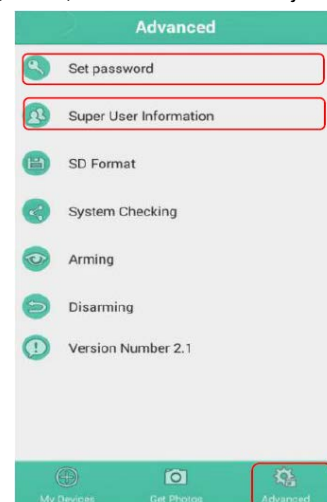 Advanced
Set password
Super User Information
SD Format
System Checking
Arming
Disarming
Version Number 2.1
My Devices
Get Photos
Advanced